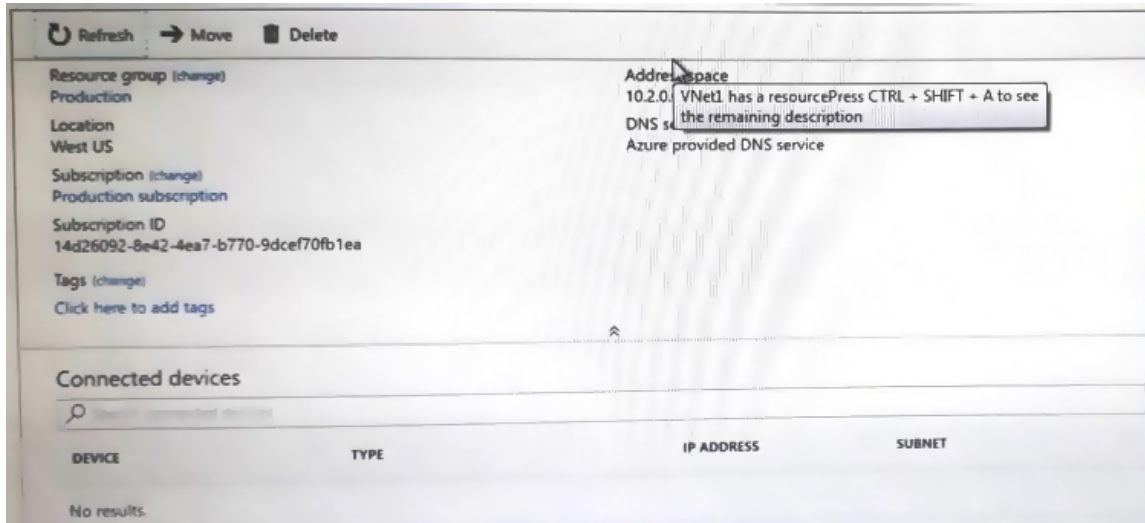 Refresh Move Delete
Resource group (change)
Production
Location
West US
Subscription (change)
Production subscription
Subscription ID
14d26092-8e42-4ea7-b770-9dcef70fb1ea
Tags (change)
Click here to add tags
Addre space
10.2.0.
DNS s
Azure provided DNS service
VNet1 has a resourcePress CTRL + SHIFT + A to see
the remaining description
Connected devices
Search connected devices
DEVICE TYPE IP ADDRESS SUBNET
No results.